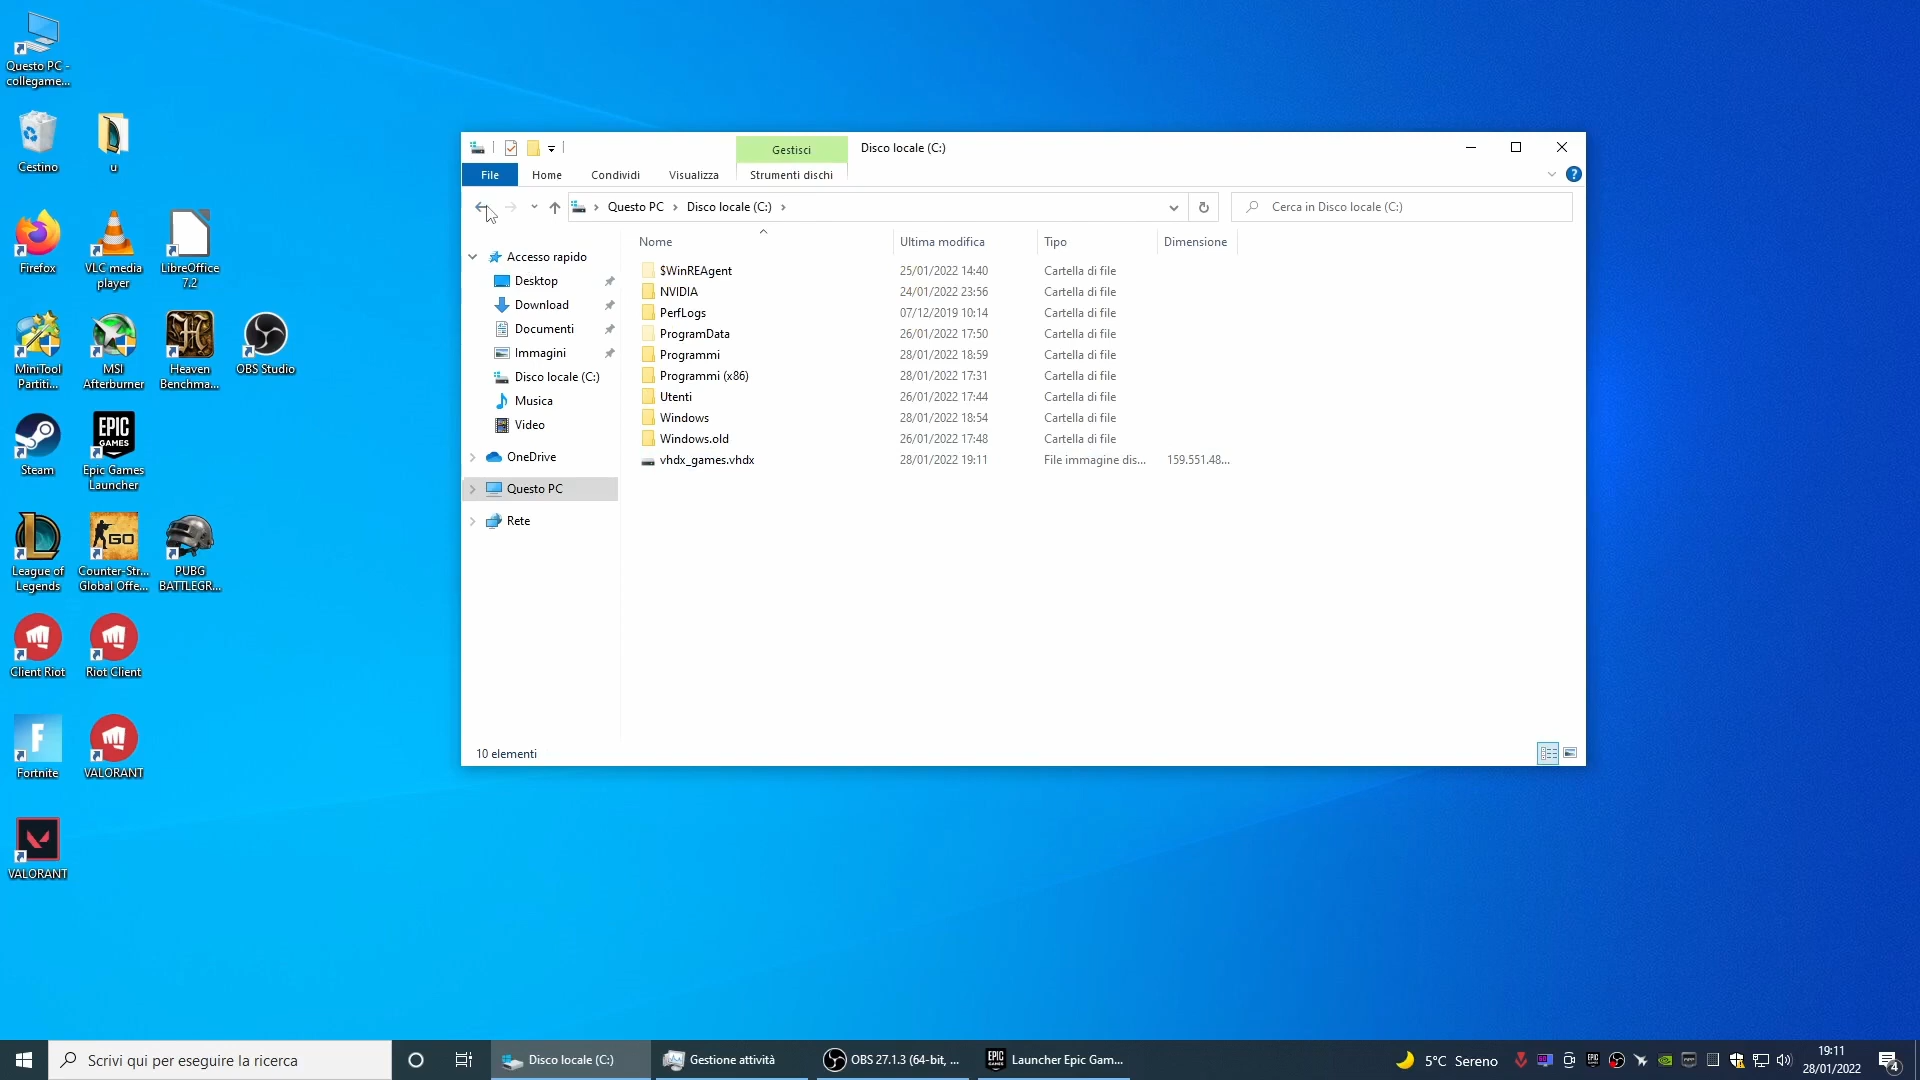 Questo PC -
collegame...
Cestino
u
Firefox
VLC media
player
LibreOffice
7.2
MiniTool
Partiti...
MSI
Afterburner
Heaven
Benchma...
OBS Studio
Steam
EPIC
GAMES
Epic Games
Launcher
League of
Legends
GO
Counter-Str...
Global Offe...
PUBG
BATTLEGR...
Client Riot
Riot Client
F
Fortnite
VALORANT
VALORANT
Gestisci
Disco locale (C:)
File
Home
Condividi
Visualizza
Strumenti dischi
Questo PC
Disco locale (C:)
Cerca in Disco locale (C:)
Accesso rapido
Desktop
Download
Documenti
Immagini
Disco locale (C:)
Musica
Video
OneDrive
Questo PC
Rete
Nome Ultima modifica Tipo Dimensione
$WinREAgent 25/01/2022 14:40 Cartella di file
NVIDIA 24/01/2022 23:56 Cartella di file
PerfLogs 07/12/2019 10:14 Cartella di file
ProgramData 26/01/2022 17:50 Cartella di file
Programmi 28/01/2022 18:59 Cartella di file
Programmi (x86) 28/01/2022 17:31 Cartella di file
Utenti 26/01/2022 17:44 Cartella di file
Windows 28/01/2022 18:54 Cartella di file
Windows.old 26/01/2022 17:48 Cartella di file
vhdx_games.vhdx 28/01/2022 19:11 File immagine dis... 159.551.48...
10 elementi
Scrivi qui per eseguire la ricerca
Disco locale (C:)
Gestione attività
OBS 27.1.3 (64-bit, ...
EPIC
GAMES
Launcher Epic Gam...
5°C Sereno
19:11
28/01/2022
4